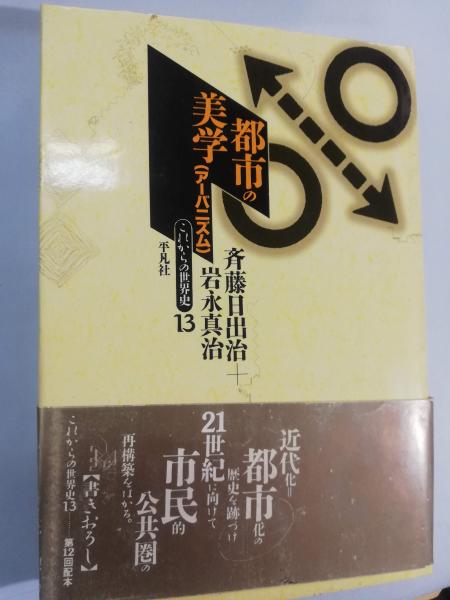 都市の
美学(アーバニズム)
これからの世界史
13
平凡社
斉藤日出治+
岩永真治
近代化=
都市化の
歴史を跡づけ
21世紀に向けて
市民的
公共圏の
再構築をはかる。
【書きおろし】
これからの世界史13
第12回配本